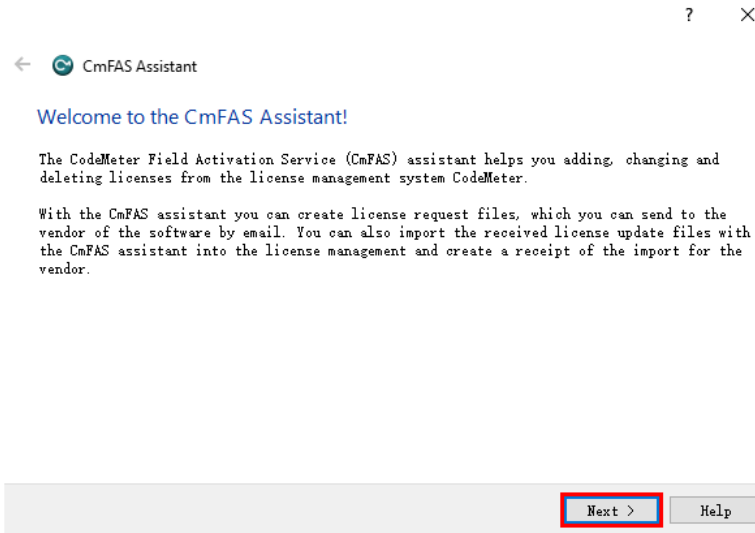 ?
CmFAS Assistant
Welcome to the CmFAS Assistant!
The CodeMeter Field Activation Service (CmFAS) assistant helps you adding, changing and
deleting licenses from the license management system CodeMeter.
With the CmFAS assistant you can create license request files, which you can send to the
vendor of the software by email. You can also import the received license update files with
the CmFAS assistant into the license management and create a receipt of the import for the
vendor.
Next >
Help